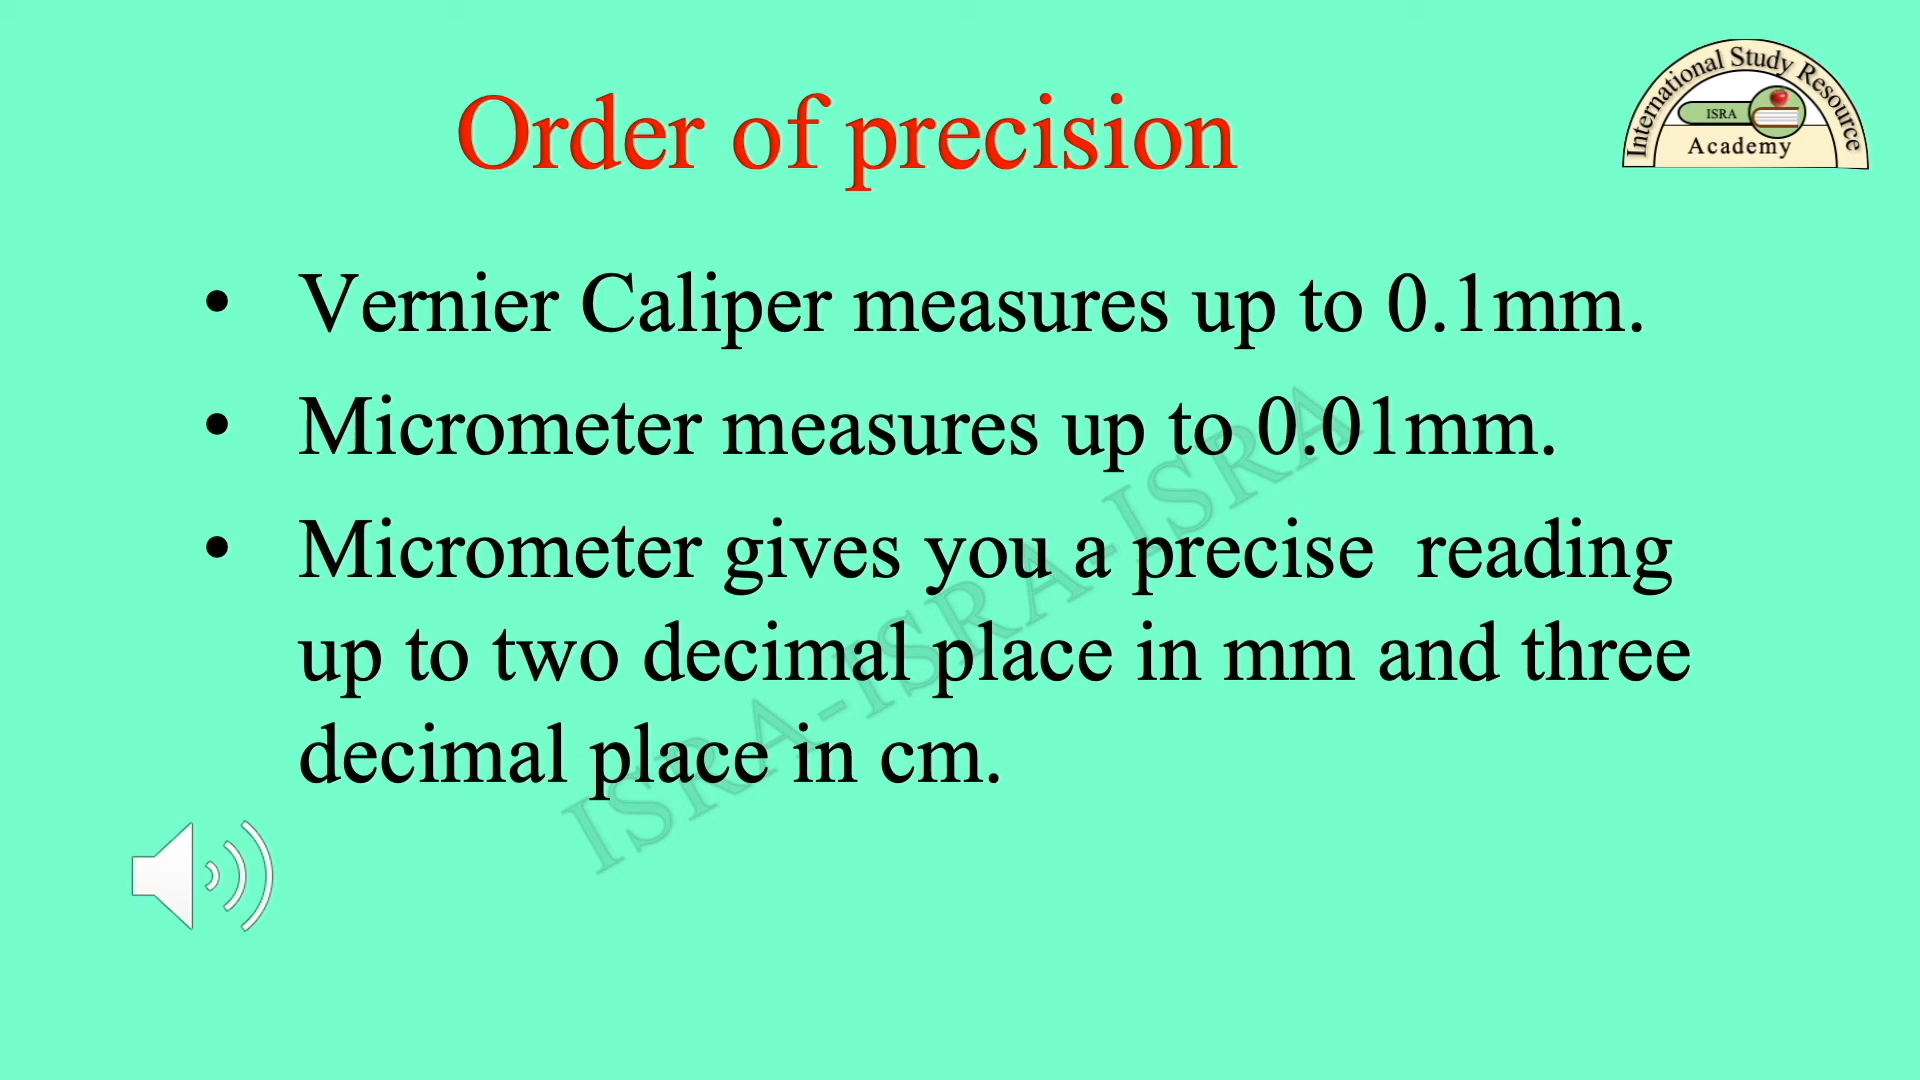 Order of precision
International Study Resource
ISRA
Academy
• Vernier Caliper measures up to 0.1mm.
• Micrometer measures up to 0.01mm.
• Micrometer gives you a precise  reading
up to two decimal place in mm and three
decimal place in cm.
ISRA-ISRA-ISRA